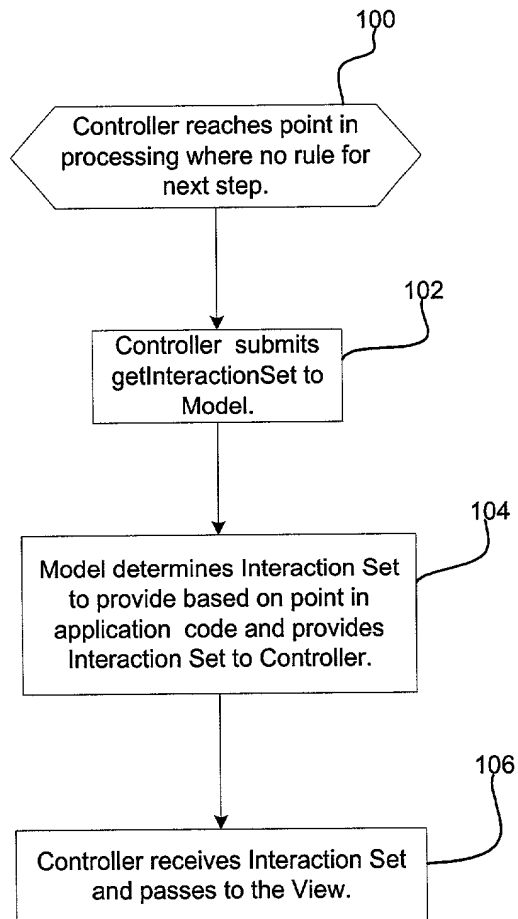 100
Controller reaches point in
processing where no rule for
next step.
102
Controller submits
getInteractionSet to
Model.
104
Model determines Interaction Set
to provide based on point in
application code and provides
Interaction Set to Controller.
106
Controller receives Interaction Set
and passes to the View.